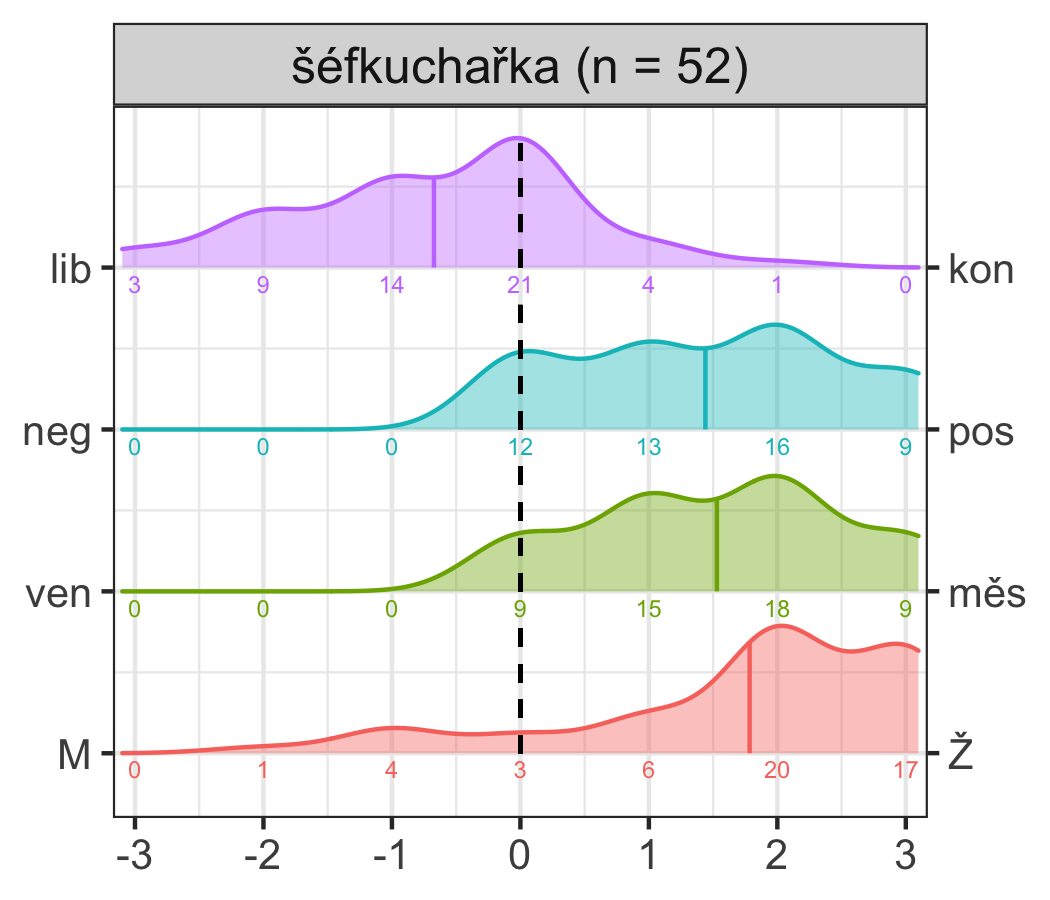 šéfkuchařka (n = 52)
lib kon
3 9 14 21 4 1 0
neg pos
0 0 0 12 13 16 9
ven měs
0 0 0 9 15 18 9
M Ž
0 1 4 3 6 20 17
-3 -2 -1 0 1 2 3